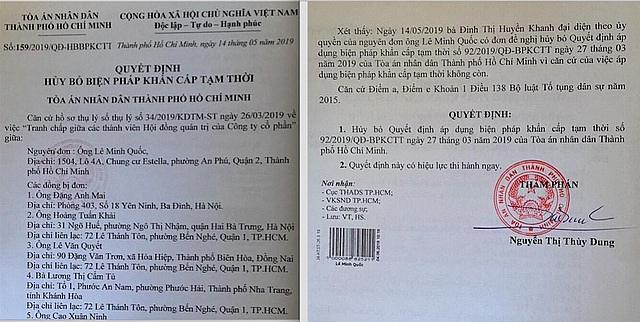 TÒA ÁN NHÂN DÂN
THÀNH PHỐ HỒ CHÍ MINH
CỘNG HÒA XÃ HỘI CHỦ NGHĨA VIỆT NAM
Độc lập - Tự do - Hạnh phúc
Số:159/2019/QĐ-HBBPKCTT
Thành phố Hồ Chí Minh, ngày 14 tháng 05 năm 2019
QUYẾT ĐỊNH
HỦY BỎ BIỆN PHÁP KHẨN CẤP TẠM THỜI
TÒA ÁN NHÂN DÂN THÀNH PHỐ HỒ CHÍ MINH
Căn cứ hồ sơ thụ lý số thụ lý số 34/2019/KDTM-ST ngày 26/03/2019 về
việc "Tranh chấp giữa các thành viên Hội đồng quản trị của Công ty cổ phần"
giữa:
Nguyên đơn: Ông Lê Minh Quốc,
Địa chỉ: 1504, Lô 4A, Chung cư Estella, phường An Phú, Quận 2, Thành
phố Hồ Chí Minh
Các đồng bị đơn:
1. Ông Đặng Anh Mai
Địa chỉ: Phòng 403, Số 18 Yên Ninh, Ba Đình, Hà Nội.
2. Ông Hoàng Tuấn Khải
Địa chỉ: 31 Ngõ Huế, phường Ngô Thị Nhậm, quận Hai Bà Trưng, Hà Nội
Địa chỉ liên lạc: 72 Lê Thánh Tôn, phường Bến Nghé, Quận 1, TP.HCM.
3. Ông Lê Văn Quyết
Địa chỉ: 90 Đặng Văn Trơn, xã Hóa Hiệp, Thành phố Biên Hòa, Đồng Nai
Địa chỉ liên lạc: 72 Lê Thánh Tôn, phường Bến Nghé, Quận 1, TP.HCM.
4. Bà Lương Thị Cẩm Tú
Địa chỉ: Tổ 1, Phước An Nam, phường Phước Hải, Thành phố Nha Trang,
tỉnh Khánh Hòa
Địa chỉ liên lạc: 72 Lê Thánh Tôn, phường Bến Nghé, Quận 1, TP.HCM.
5. Ông Cao Xuân Ninh
Xét thấy: Ngày 14/05/2019 bà Đinh Thị Huyền Khanh đại diện theo ủy
quyền của nguyên đơn ông Lê Minh Quốc có đơn đề nghị hủy bỏ Quyết định áp
dụng biện pháp khẩn cấp tạm thời số 92/2019/QĐ-BPKCTT ngày 27 tháng 03
năm 2019 của Tòa án nhân dân Thành phố Hồ Chí Minh vì căn cứ của việc áp
dụng biện pháp khẩn cấp tạm thời không còn.
Căn cứ Điểm a, Điểm e Khoản 1 Điều 138 Bộ luật Tố tụng dân sự năm
2015.
QUYẾT ĐỊNH:
1. Hủy bỏ Quyết định áp dụng biện pháp khẩn cấp tạm thời số
92/2019/QĐ-BPKCTT ngày 27 tháng 03 năm 2019 của Tòa án nhân dân Thành
phố Hồ Chí Minh.
2. Quyết định này có hiệu lực thi hành ngay.
Nơi nhận:
- Cục THADS TP.HCM;
- VKSND TP.HCM;
- Các đương sự;
- Lưu: VT, HS.
THẨM PHÁN
Nguyễn Thị Thùy Dung
Lê Minh Quốc